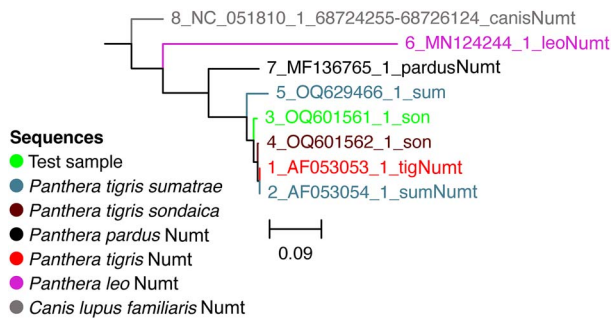 8_NC_051810_1_68724255-68726124_canisNumt
6_MN124244_1_leoNumt
7_MF136765_1_pardusNumt
5_OQ629466_1_sum
3_OQ601561_1_son
4_OQ601562_1_son
1_AF053053_1_tigNumt
2_AF053054_1_sumNumt
0.09
Sequences
Test sample
Panthera tigris sumatrae
Panthera tigris sondaica
Panthera pardus Numt
Panthera tigris Numt
Panthera leo Numt
Canis lupus familiaris Numt